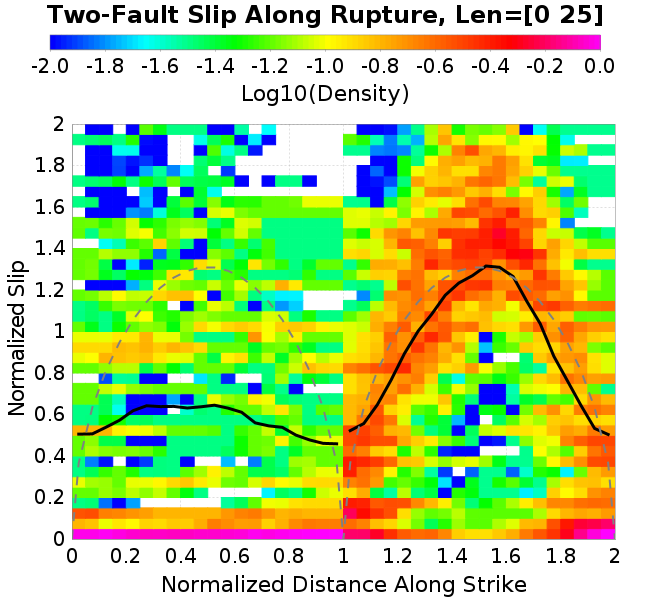 Two-Fault Slip Along Rupture, Len=[0 25]
-2.0 -1.8 -1.6 -1.4 -1.2 -1.0 -0.8 -0.6 -0.4 -0.2 0.0
Log10(Density)
Normalized Slip
2
1.8
1.6
1.4
1.2
1
0.8
0.6
0.4
0.2
0
0 0.2 0.4 0.6 0.8 1 1.2 1.4 1.6 1.8 2
Normalized Distance Along Strike